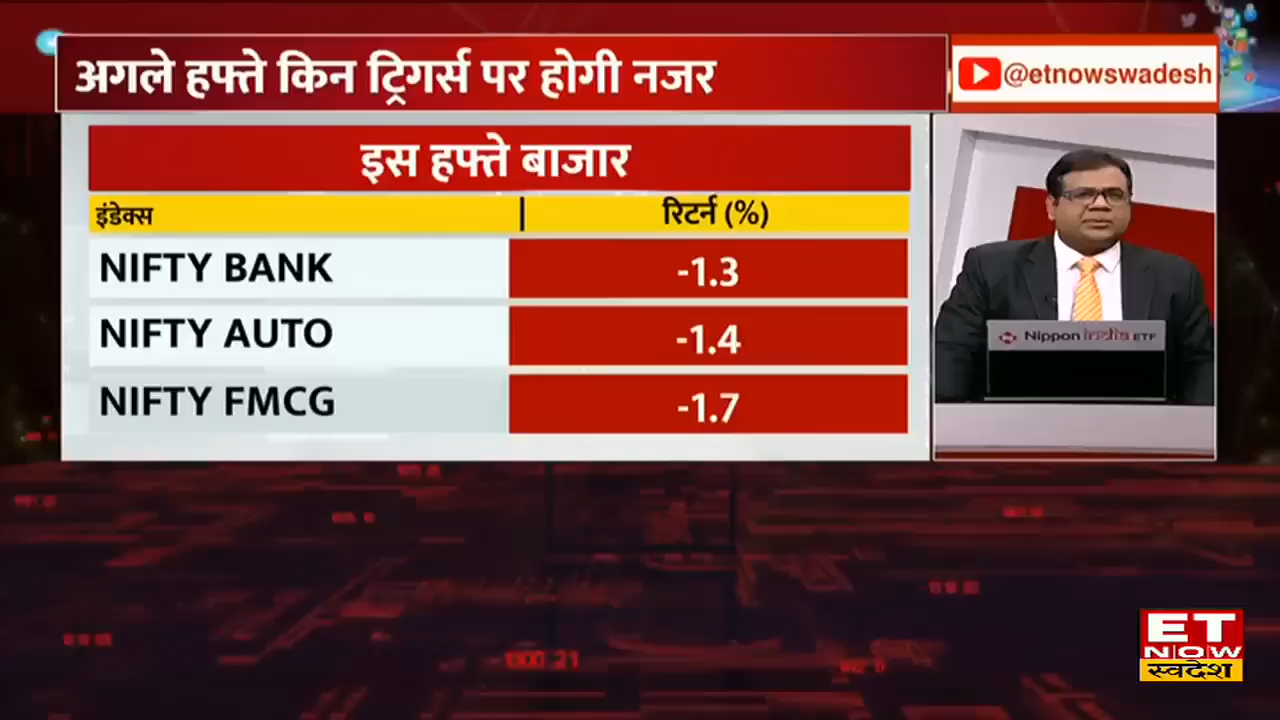 अगले हफ्ते किन ट्रिगर्स पर होगी नजर
@etnowswadesh
इस हफ्ते बाजार
इंडेक्स | रिटर्न (%)
NIFTY BANK -1.3
NIFTY AUTO -1.4
NIFTY FMCG -1.7
Nippon india ETF
ET
NOW
स्वदेश